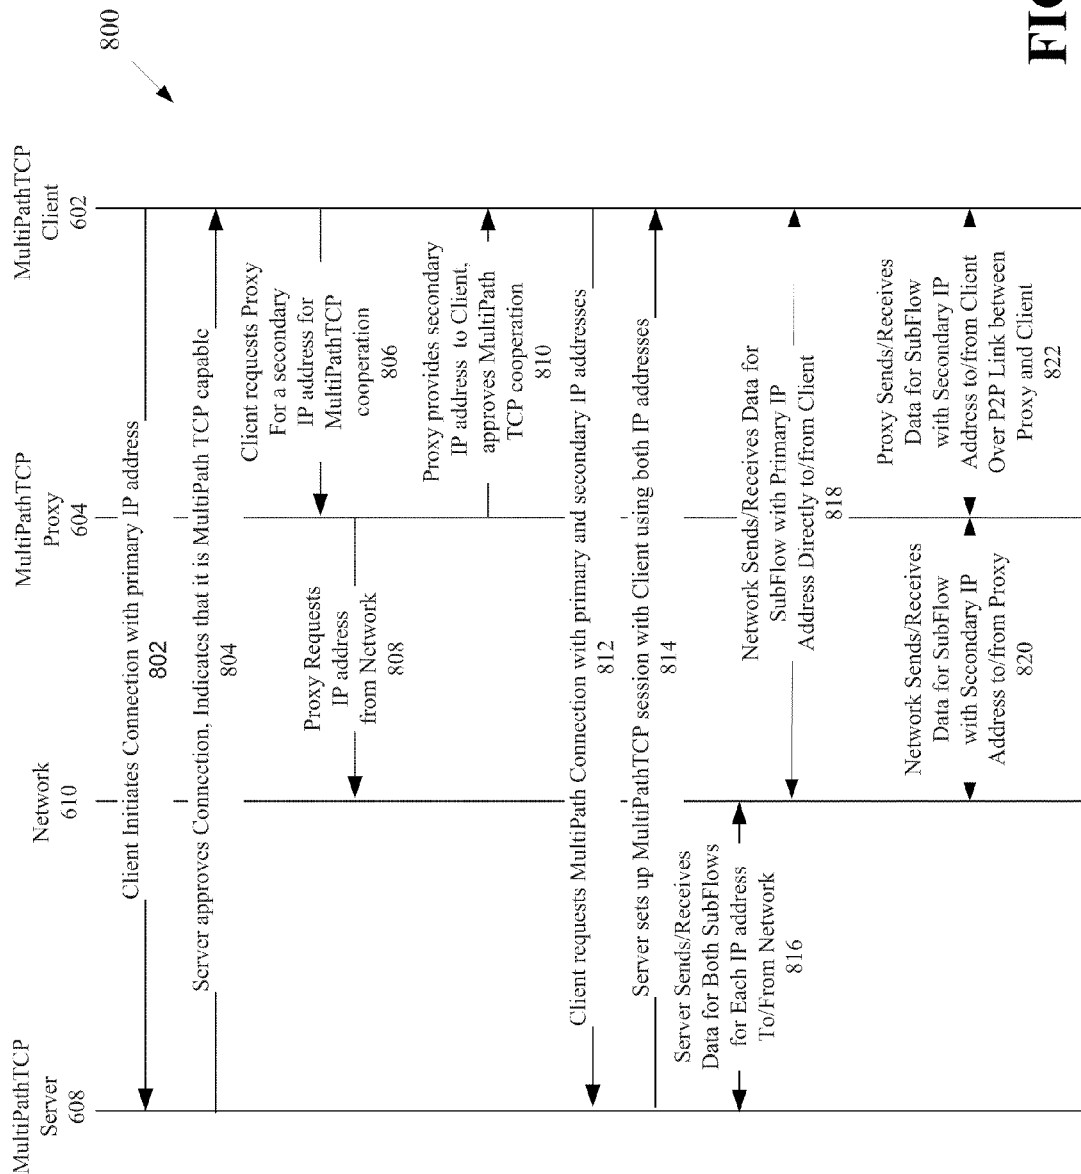 800
MultiPathTCP
Server
608
Network
610
MultiPathTCP
Proxy
604
MultiPathTCP
Client
602
Client Initiates Connection with primary IP address
802
Server approves Connection, Indicates that it is MultiPath TCP capable
804
Client requests Proxy
For a secondary
IP address for
MultiPathTCP
cooperation
806
Proxy Requests
IP address
from Network
808
Proxy provides secondary
IP address to Client,
approves MultiPath
TCP cooperation
810
Client requests MultiPath Connection with primary and secondary IP addresses
812
Server sets up MultiPathTCP session with Client using both IP addresses
814
Server Sends/Receives
Data for Both SubFlows
for Each IP address
To/From Network
816
Network Sends/Receives Data for
SubFlow with Primary IP
Address Directly to/from Client
818
Network Sends/Receives
Data for SubFlow
with Secondary IP
Address to/from Proxy
820
Proxy Sends/Receives
Data for SubFlow
with Secondary IP
Address to/from Client
Over P2P Link between
Proxy and Client
822